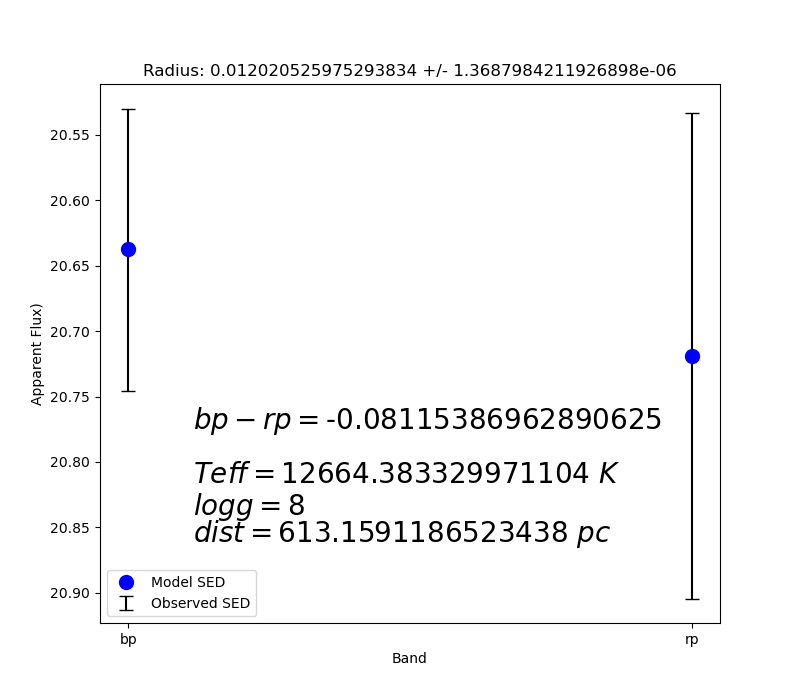 Radius: 0.012020525975293834 +/- 1.3687984211926898e-06
20.55
20.60
20.65
20.70
20.75
20.80
20.85
20.90
Apparent Flux)
bp − rp = -0.08115386962890625
Teff = 12664.383329971104 K
logg = 8
dist = 613.1591186523438 pc
Model SED
Observed SED
bp
rp
Band